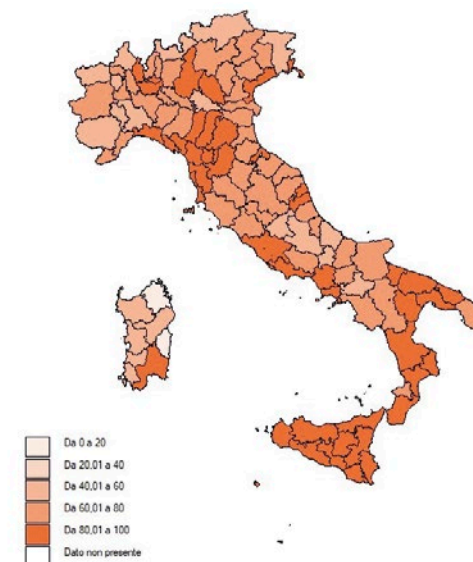 Da 0 a 20
Da 20,01 a 40
Da 40,01 a 60
Da 60,01 a 80
Da 80,01 a 100
Dato non presente